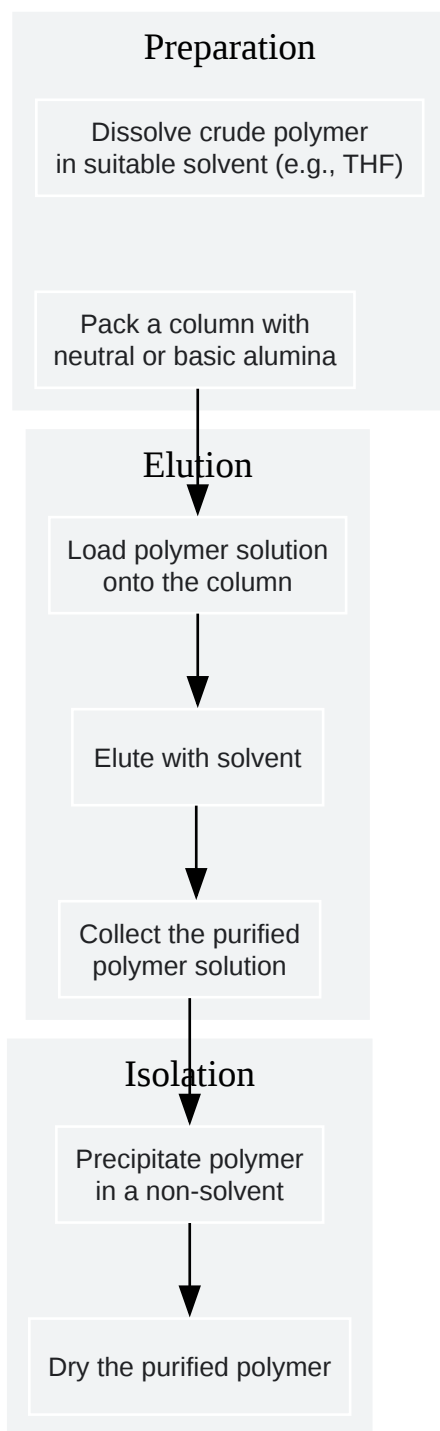 Preparation
Dissolve crude polymer
in suitable solvent (e.g., THF)
Pack a column with
neutral or basic alumina
Elution
Load polymer solution
onto the column
Elute with solvent
Collect the purified
polymer solution
Isolation
Precipitate polymer
in a non-solvent
Dry the purified polymer